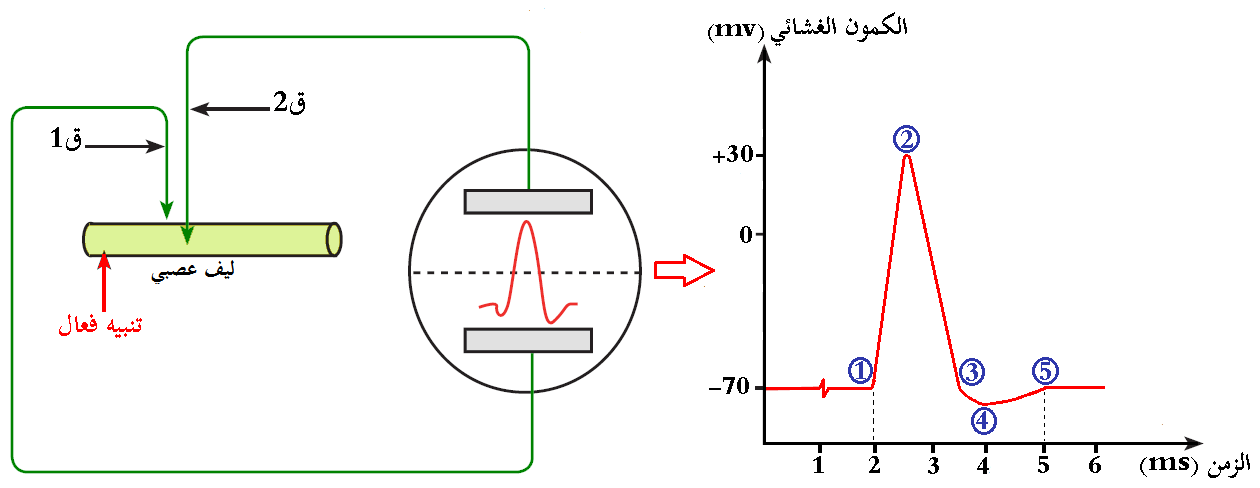 ق2
ق1
ليف عصبي
تنبيه فعال
الكمون الغشائي (mv)
+30
0
−70
1
2
3
4
5
1 2 3 4 5 6
الزمن (ms)